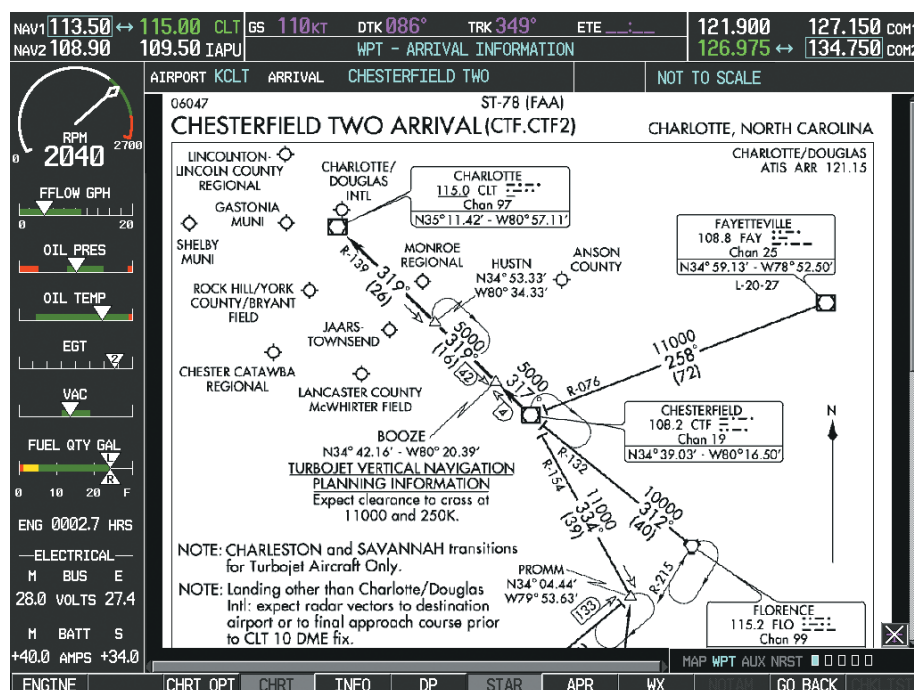 NAV1 113.50 ↔ 115.00 CLT
NAV2 108.90 109.50 IAPU
GS 110KT DTK 086° TRK 349° ETE __:__
WPT – ARRIVAL INFORMATION
121.900 127.150 COM1
126.975 ↔ 134.750 COM2
AIRPORT KCLT ARRIVAL CHESTERFIELD TWO NOT TO SCALE
RPM
2040
0 2700
FFLOW GPH
0 20
OIL PRES
OIL TEMP
EGT
2
VAC
FUEL QTY GAL
L
R
0 10 20 F
ENG 0002.7 HRS
ELECTRICAL
M BUS E
28.0 VOLTS 27.4
M BATT S
+40.0 AMPS +34.0
06047 ST-78 (FAA)
CHESTERFIELD TWO ARRIVAL (CTF.CTF2) CHARLOTTE, NORTH CAROLINA
CHARLOTTE/DOUGLAS
ATIS ARR 121.15
LINCOLNTON-
LINCOLN COUNTY
REGIONAL
CHARLOTTE/
DOUGLAS
INTL
CHARLOTTE
115.0 CLT
Chan 97
N35°11.42' - W80°57.11'
GASTONIA
MUNI
SHELBY
MUNI
FAYETTEVILLE
108.8 FAY
Chan 25
N34°59.13' - W78°52.50'
L-20-27
R-139
319°
(26)
MONROE
REGIONAL
HUSTN
N34°53.33'
W80°34.33'
ANSON
COUNTY
ROCK HILL/YORK
COUNTY/BRYANT
FIELD
JAARS-
TOWNSEND
5000
319°
(16)
42
5000
317°
4
11000
258°
(72)
R-076
CHESTER CATAWBA
REGIONAL
LANCASTER COUNTY
McWHIRTER FIELD
CHESTERFIELD
108.2 CTF
Chan 19
N34°39.03' - W80°16.50'
N
BOOZE
N34°42.16' - W80°20.39'
TURBOJET VERTICAL NAVIGATION
PLANNING INFORMATION
Expect clearance to cross at
11000 and 250K.
R-132
R-154
11000
334°
(39)
10000
312°
(40)
NOTE: CHARLESTON and SAVANNAH transitions
for Turbojet Aircraft Only.
NOTE: Landing other than Charlotte/Douglas
Intl: expect radar vectors to destination
airport or to final approach course prior
to CLT 10 DME fix.
PROMM
N34°04.44'
W79°53.63'
133
R-215
FLORENCE
115.2 FLO
Chan 99
MAP WPT AUX NRST
ENGINE CHRT OPT CHRT INFO DP STAR APR WX NOTAM GO BACK CHKLIST